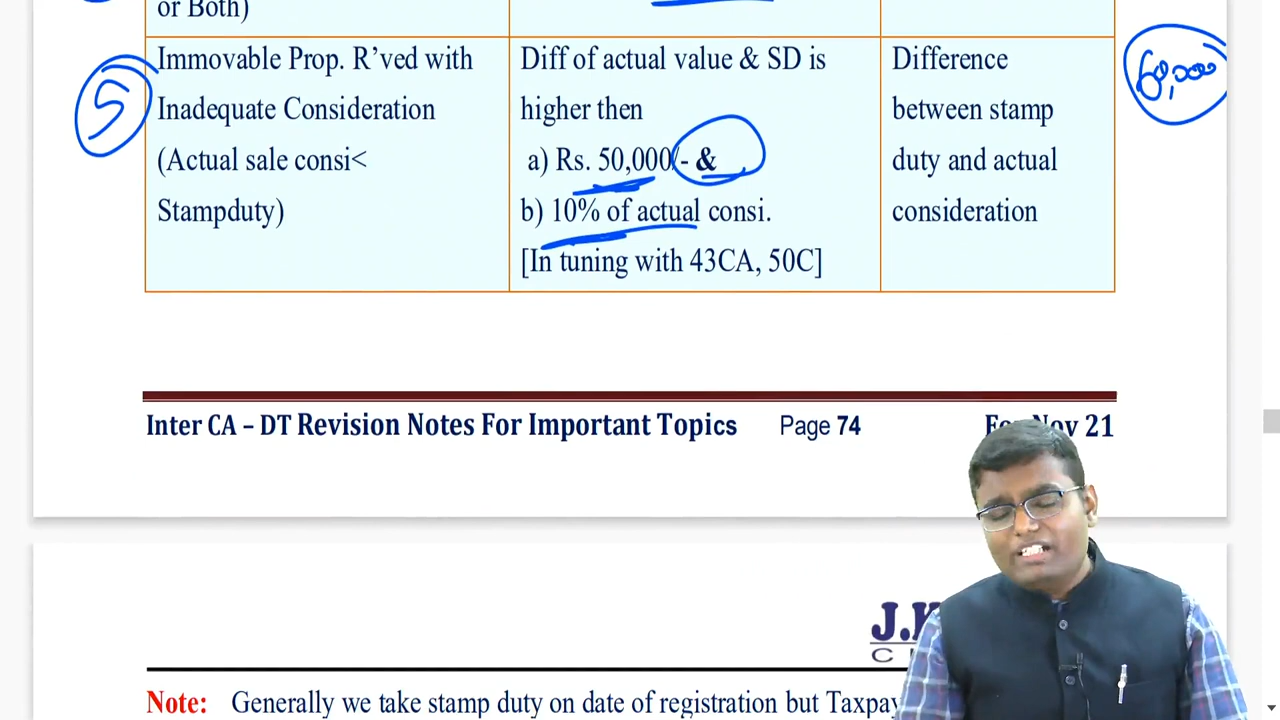 or Both)
5
Immovable Prop. R’ved with
Inadequate Consideration
(Actual sale consi<
Stampduty)
Diff of actual value & SD is
higher then
a) Rs. 50,000/- &
b) 10% of actual consi.
[In tuning with 43CA, 50C]
Difference
between stamp
duty and actual
consideration
60,000
Inter CA – DT Revision Notes For Important Topics Page 74 For Nov 21
J.K
C
Note: Generally we take stamp duty on date of registration but Taxpay